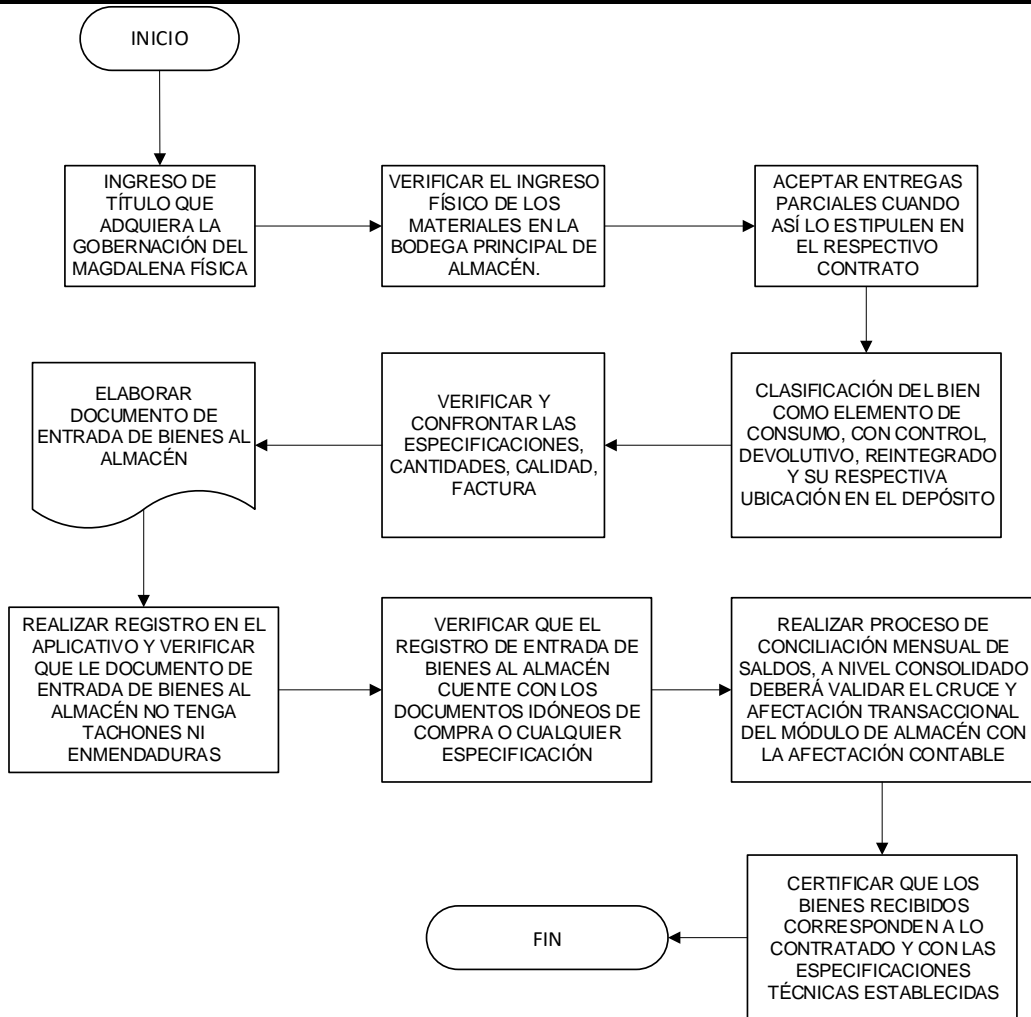 INICIO
INGRESO DE
TÍTULO QUE
ADQUIERA LA
GOBERNACIÓN DEL
MAGDALENA FÍSICA
VERIFICAR EL INGRESO
FÍSICO DE LOS
MATERIALES EN LA
BODEGA PRINCIPAL DE
ALMACÉN.
ACEPTAR ENTREGAS
PARCIALES CUANDO
ASÍ LO ESTIPULEN EN
EL RESPECTIVO
CONTRATO
CLASIFICACIÓN DEL BIEN
COMO ELEMENTO DE
CONSUMO, CON CONTROL,
DEVOLUTIVO, REINTEGRADO
Y SU RESPECTIVA
UBICACIÓN EN EL DEPÓSITO
VERIFICAR Y
CONFRONTAR LAS
ESPECIFICACIONES,
CANTIDADES, CALIDAD,
FACTURA
ELABORAR
DOCUMENTO DE
ENTRADA DE BIENES AL
ALMACÉN
REALIZAR REGISTRO EN EL
APLICATIVO Y VERIFICAR
QUE LE DOCUMENTO DE
ENTRADA DE BIENES AL
ALMACÉN NO TENGA
TACHONES NI
ENMENDADURAS
VERIFICAR QUE EL
REGISTRO DE ENTRADA DE
BIENES AL ALMACÉN
CUENTE CON LOS
DOCUMENTOS IDÓNEOS DE
COMPRA O CUALQUIER
ESPECIFICACIÓN
REALIZAR PROCESO DE
CONCILIACIÓN MENSUAL DE
SALDOS, A NIVEL CONSOLIDADO
DEBERÁ VALIDAR EL CRUCE Y
AFECTACIÓN TRANSACCIONAL
DEL MÓDULO DE ALMACÉN CON
LA AFECTACIÓN CONTABLE
CERTIFICAR QUE LOS
BIENES RECIBIDOS
CORRESPONDEN A LO
CONTRATADO Y CON LAS
ESPECIFICACIONES
TÉCNICAS ESTABLECIDAS
FIN